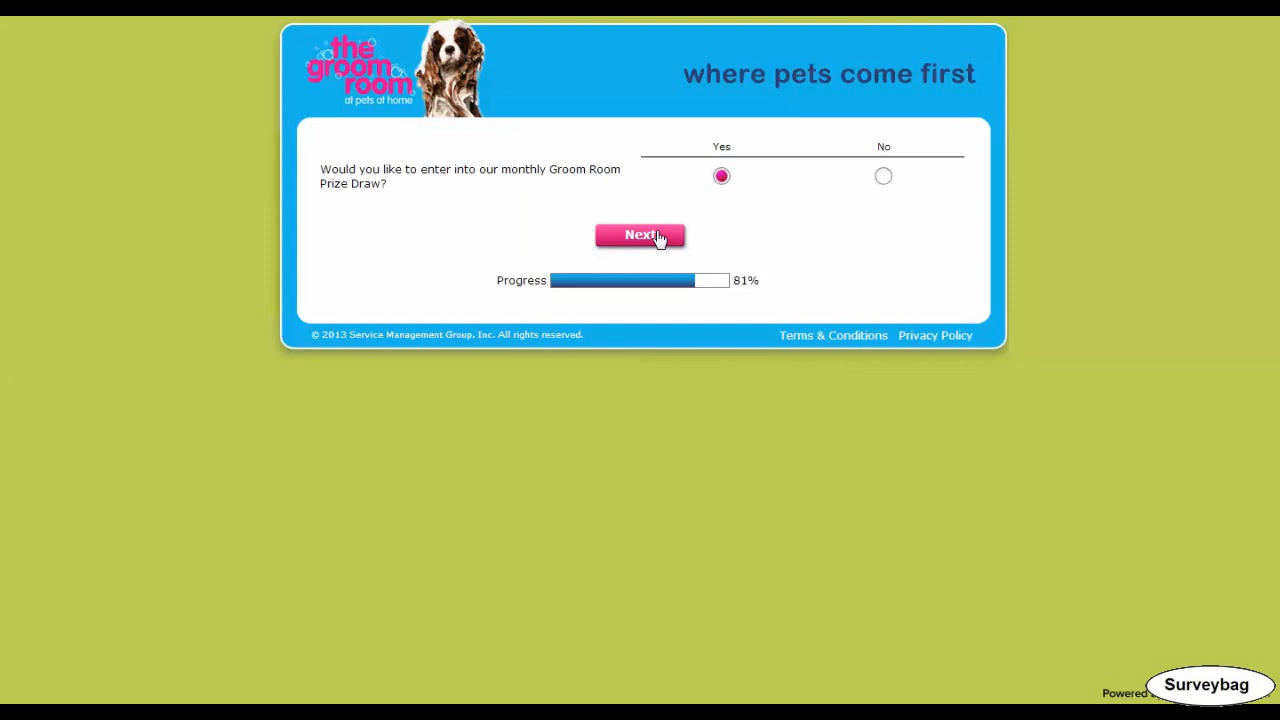 the
groom
room
at pets at home
where pets come first
Yes
No
Would you like to enter into our monthly Groom Room
Prize Draw?
Next
Progress
81%
© 2013 Service Management Group, Inc. All rights reserved.
Terms & Conditions
Privacy Policy
Powered
Surveybag